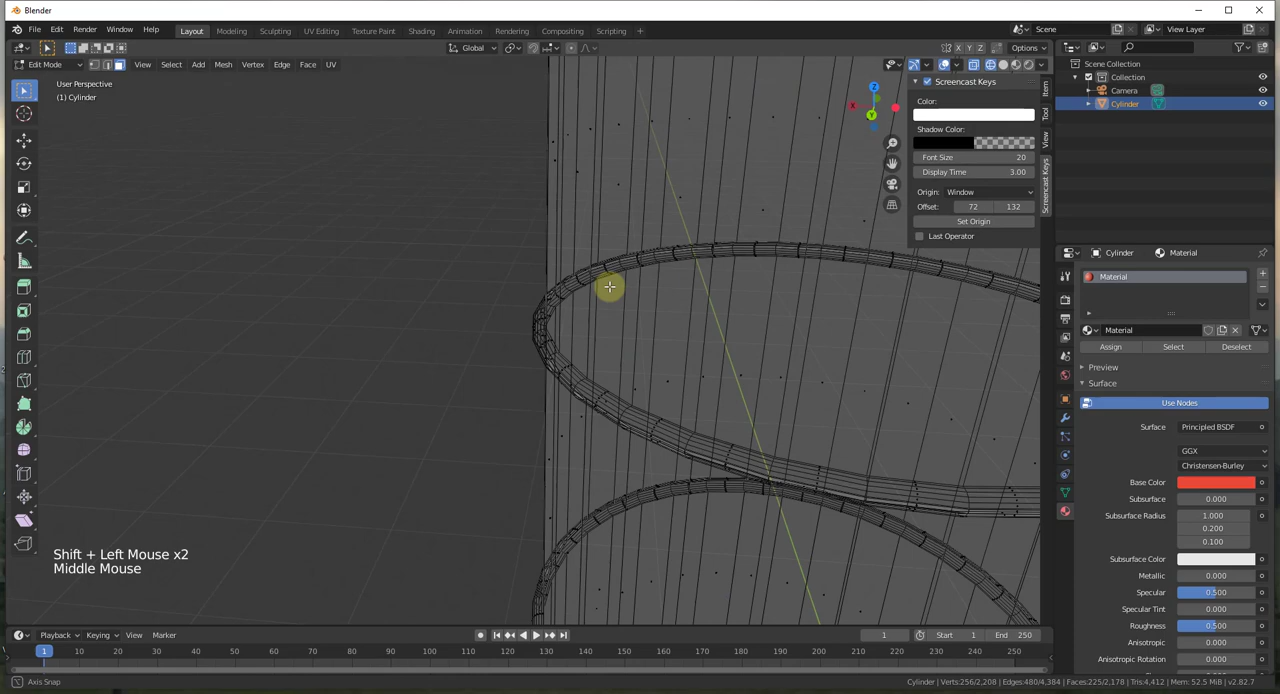 Blender
File Edit Render Window Help Layout Modeling Sculpting UV Editing Texture Paint Shading Animation Rendering Compositing Scripting + Scene View Layer
Global X Y Z Options
Edit Mode View Select Add Mesh Vertex Edge Face UV
User Perspective
(1) Cylinder
Screencast Keys
Color:
Shadow Color:
Font Size 20
Display Time 3.00
Origin: Window
Offset: 72 132
Set Origin
Last Operator
Item
Tool
View
Screencast Keys
Z
X
Y
Scene Collection
Collection
Camera
Cylinder
Cylinder Material
Material
Material
Assign Select Deselect
Preview
Surface
Use Nodes
Surface Principled BSDF
GGX
Christensen-Burley
Base Color
Subsurface 0.000
Subsurface Radius 1.000
0.200
0.100
Subsurface Color
Metallic 0.000
Specular 0.500
Specular Tint 0.000
Roughness 0.500
Anisotropic 0.000
Anisotropic Rotation 0.000
Shift + Left Mouse x2
Middle Mouse
Playback Keying View Marker 1 Start 1 End 250
1 10 20 30 40 50 60 70 80 90 100 110 120 130 140 150 160 170 180 190 200 210 220 230 240 250
Axis Snap
Cylinder | Verts:256/2,208 | Edges:480/4,384 | Faces:225/2,178 | Tris:4,412 | Mem: 52.5 MiB | v2.82.7